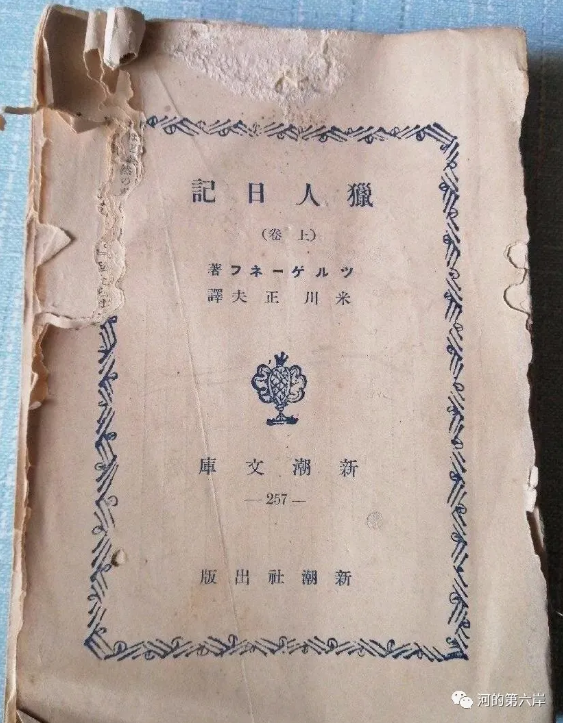 獵人日記
(上卷)
ツルゲーネフ著
米川正夫譯
新潮文庫
—257—
新潮社出版
河的第六岸